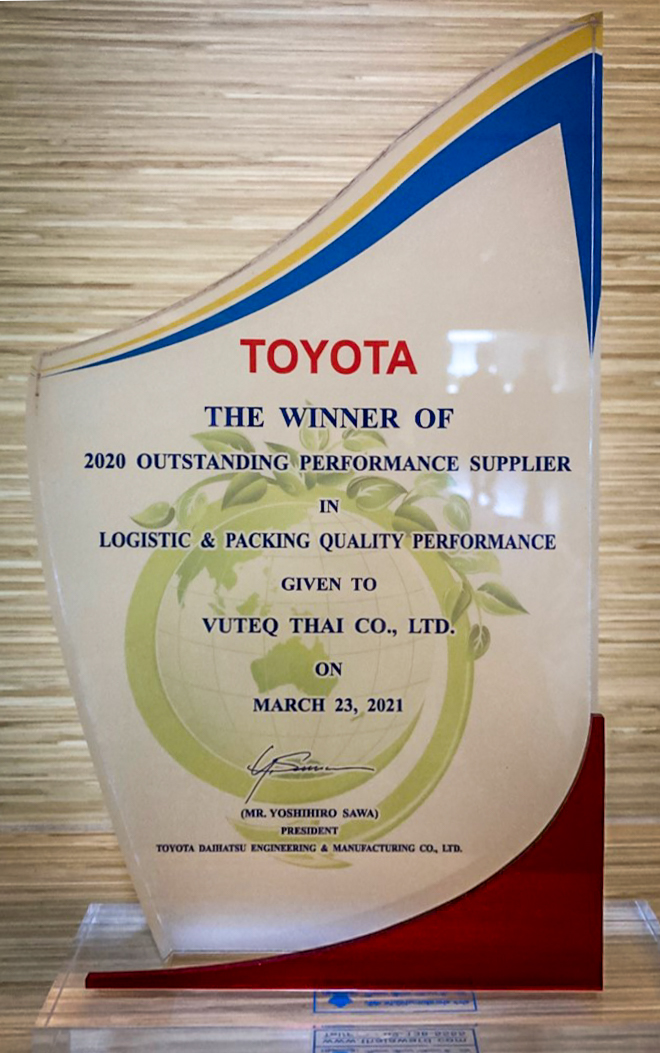 TOYOTA
THE WINNER OF
2020 OUTSTANDING PERFORMANCE SUPPLIER
IN
LOGISTIC & PACKING QUALITY PERFORMANCE
GIVEN TO
VUTEQ THAI CO., LTD.
ON
MARCH 23, 2021
(MR. YOSHIHIRO SAWA)
PRESIDENT
TOYOTA DAIHATSU ENGINEERING & MANUFACTURING CO., LTD.